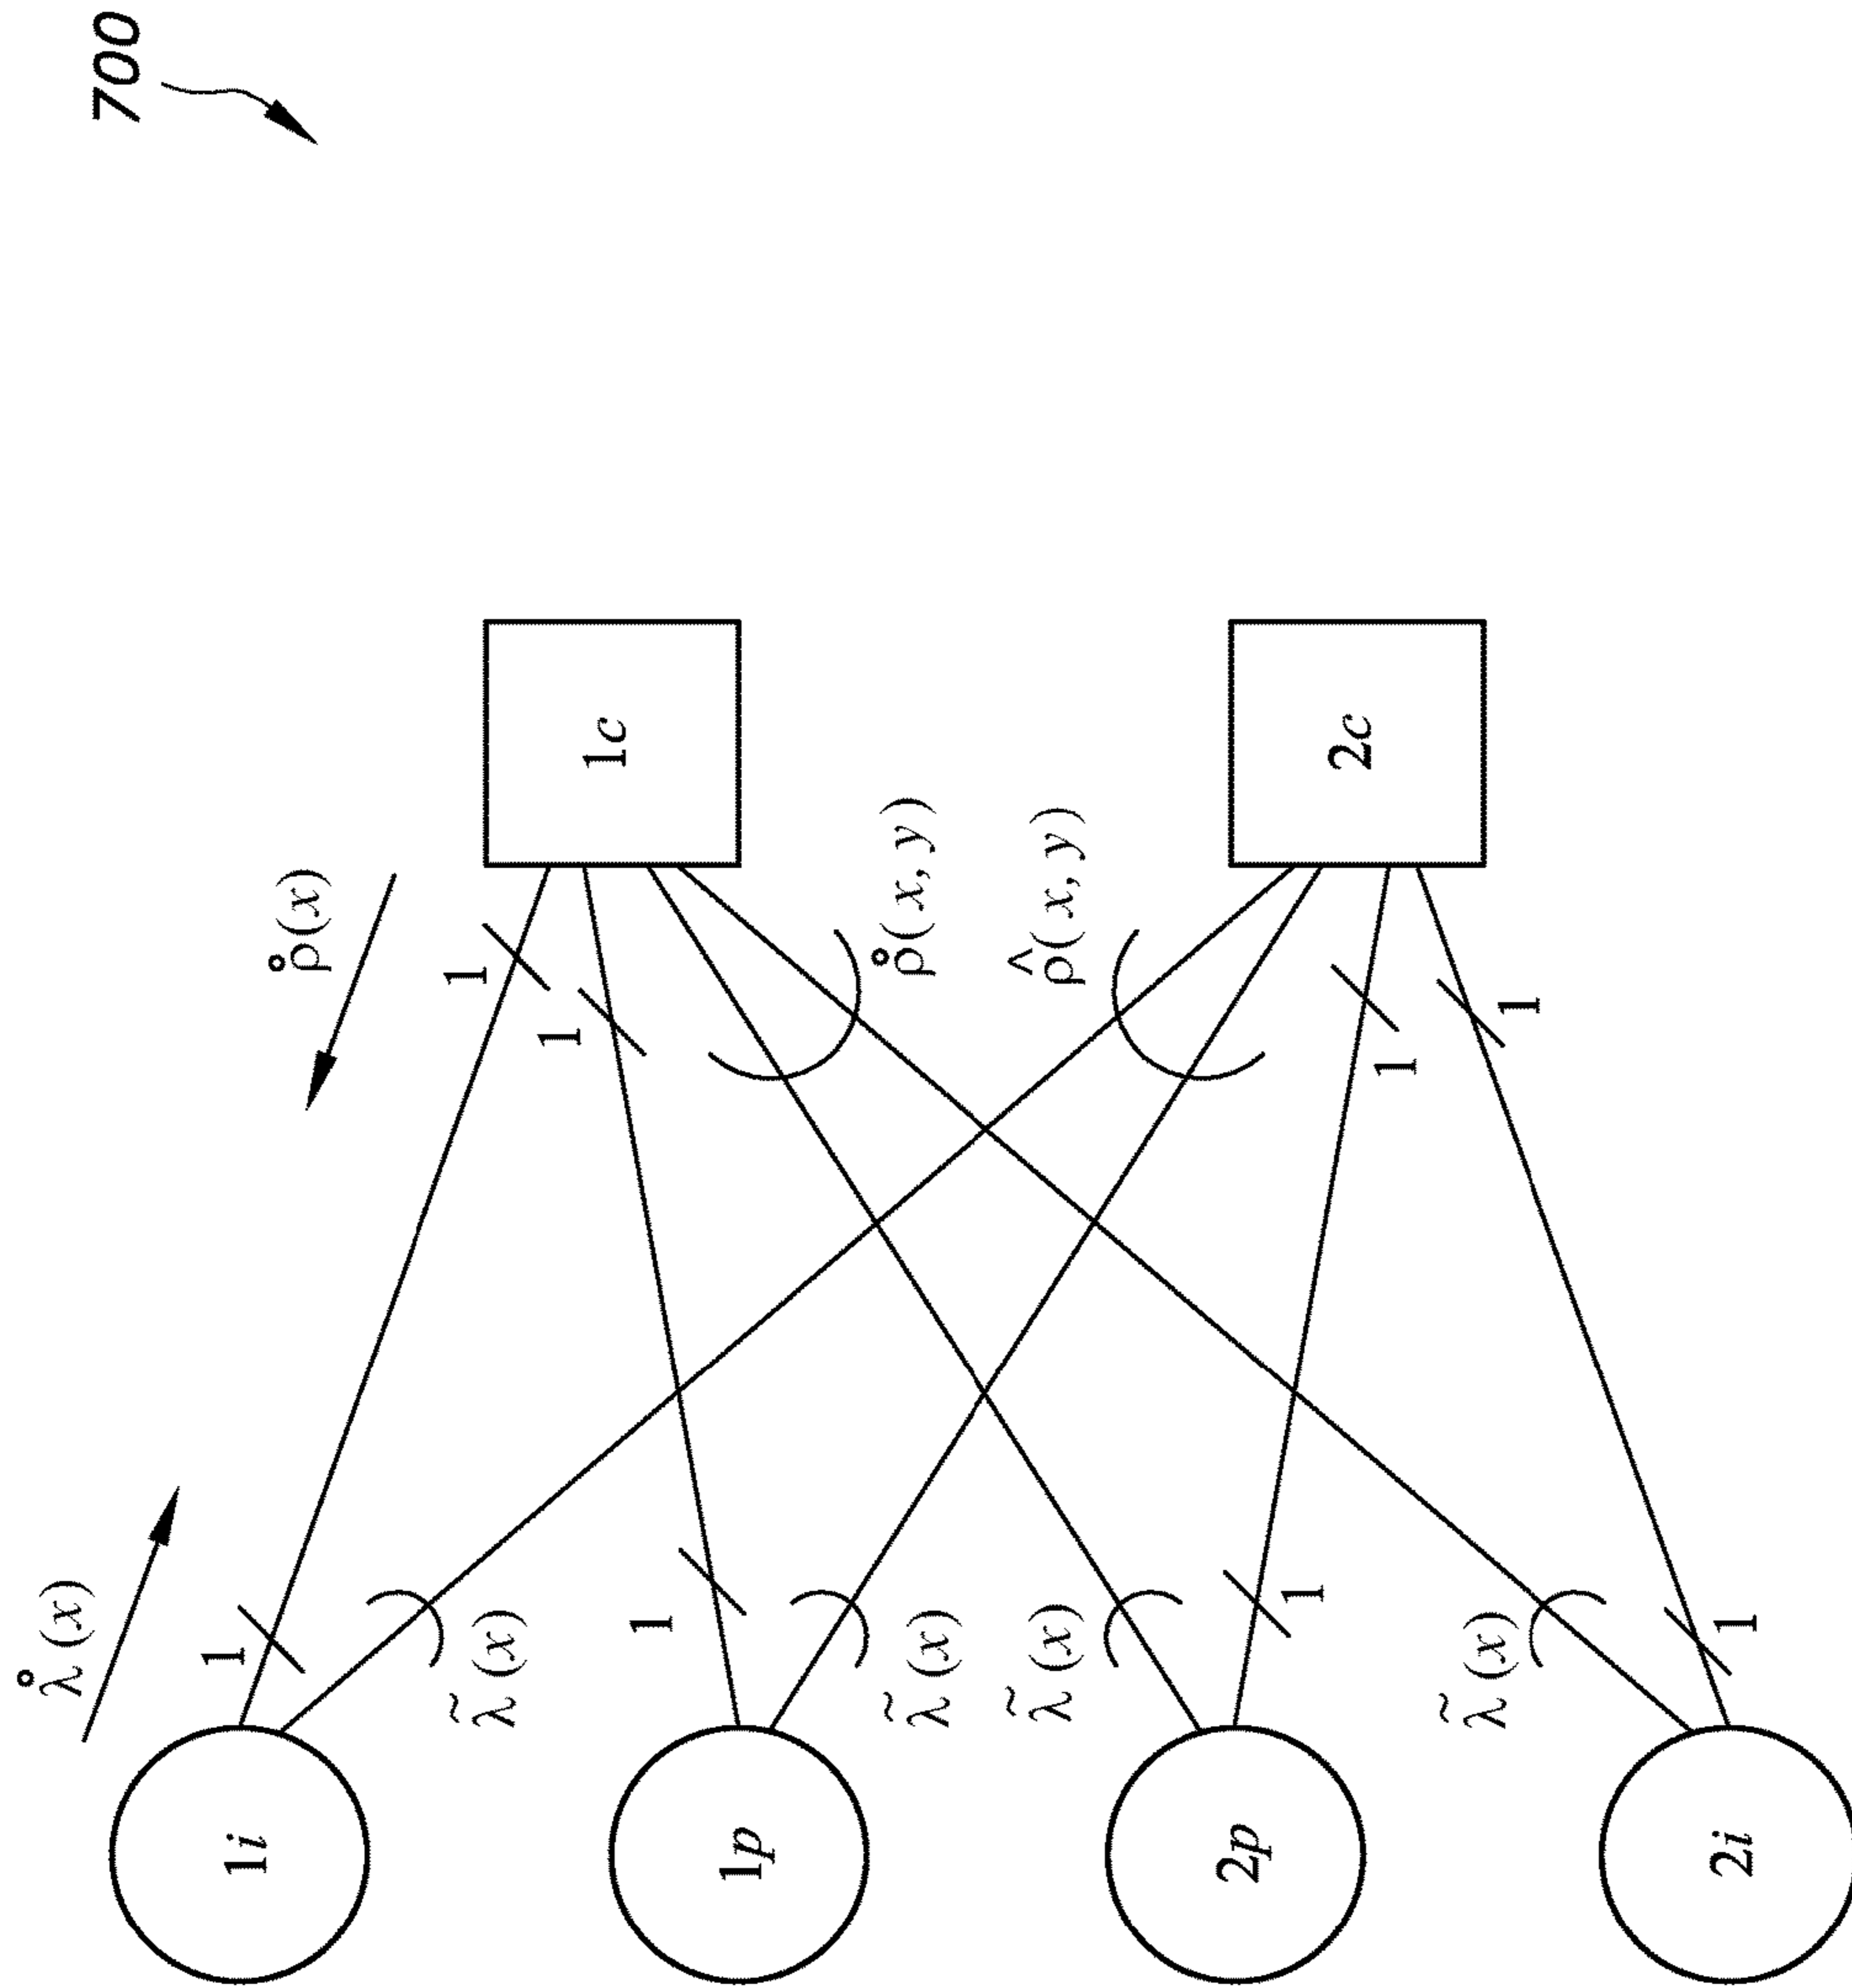 700
λ̊(x)
ρ̊(x)
1
1
1
1
λ̃(x)
1i
1c
λ̃(x)
1p
ρ̊(x, y)
ρ̂(x, y)
λ̃(x)
2p
2c
1
1
1
1
λ̃(x)
2i